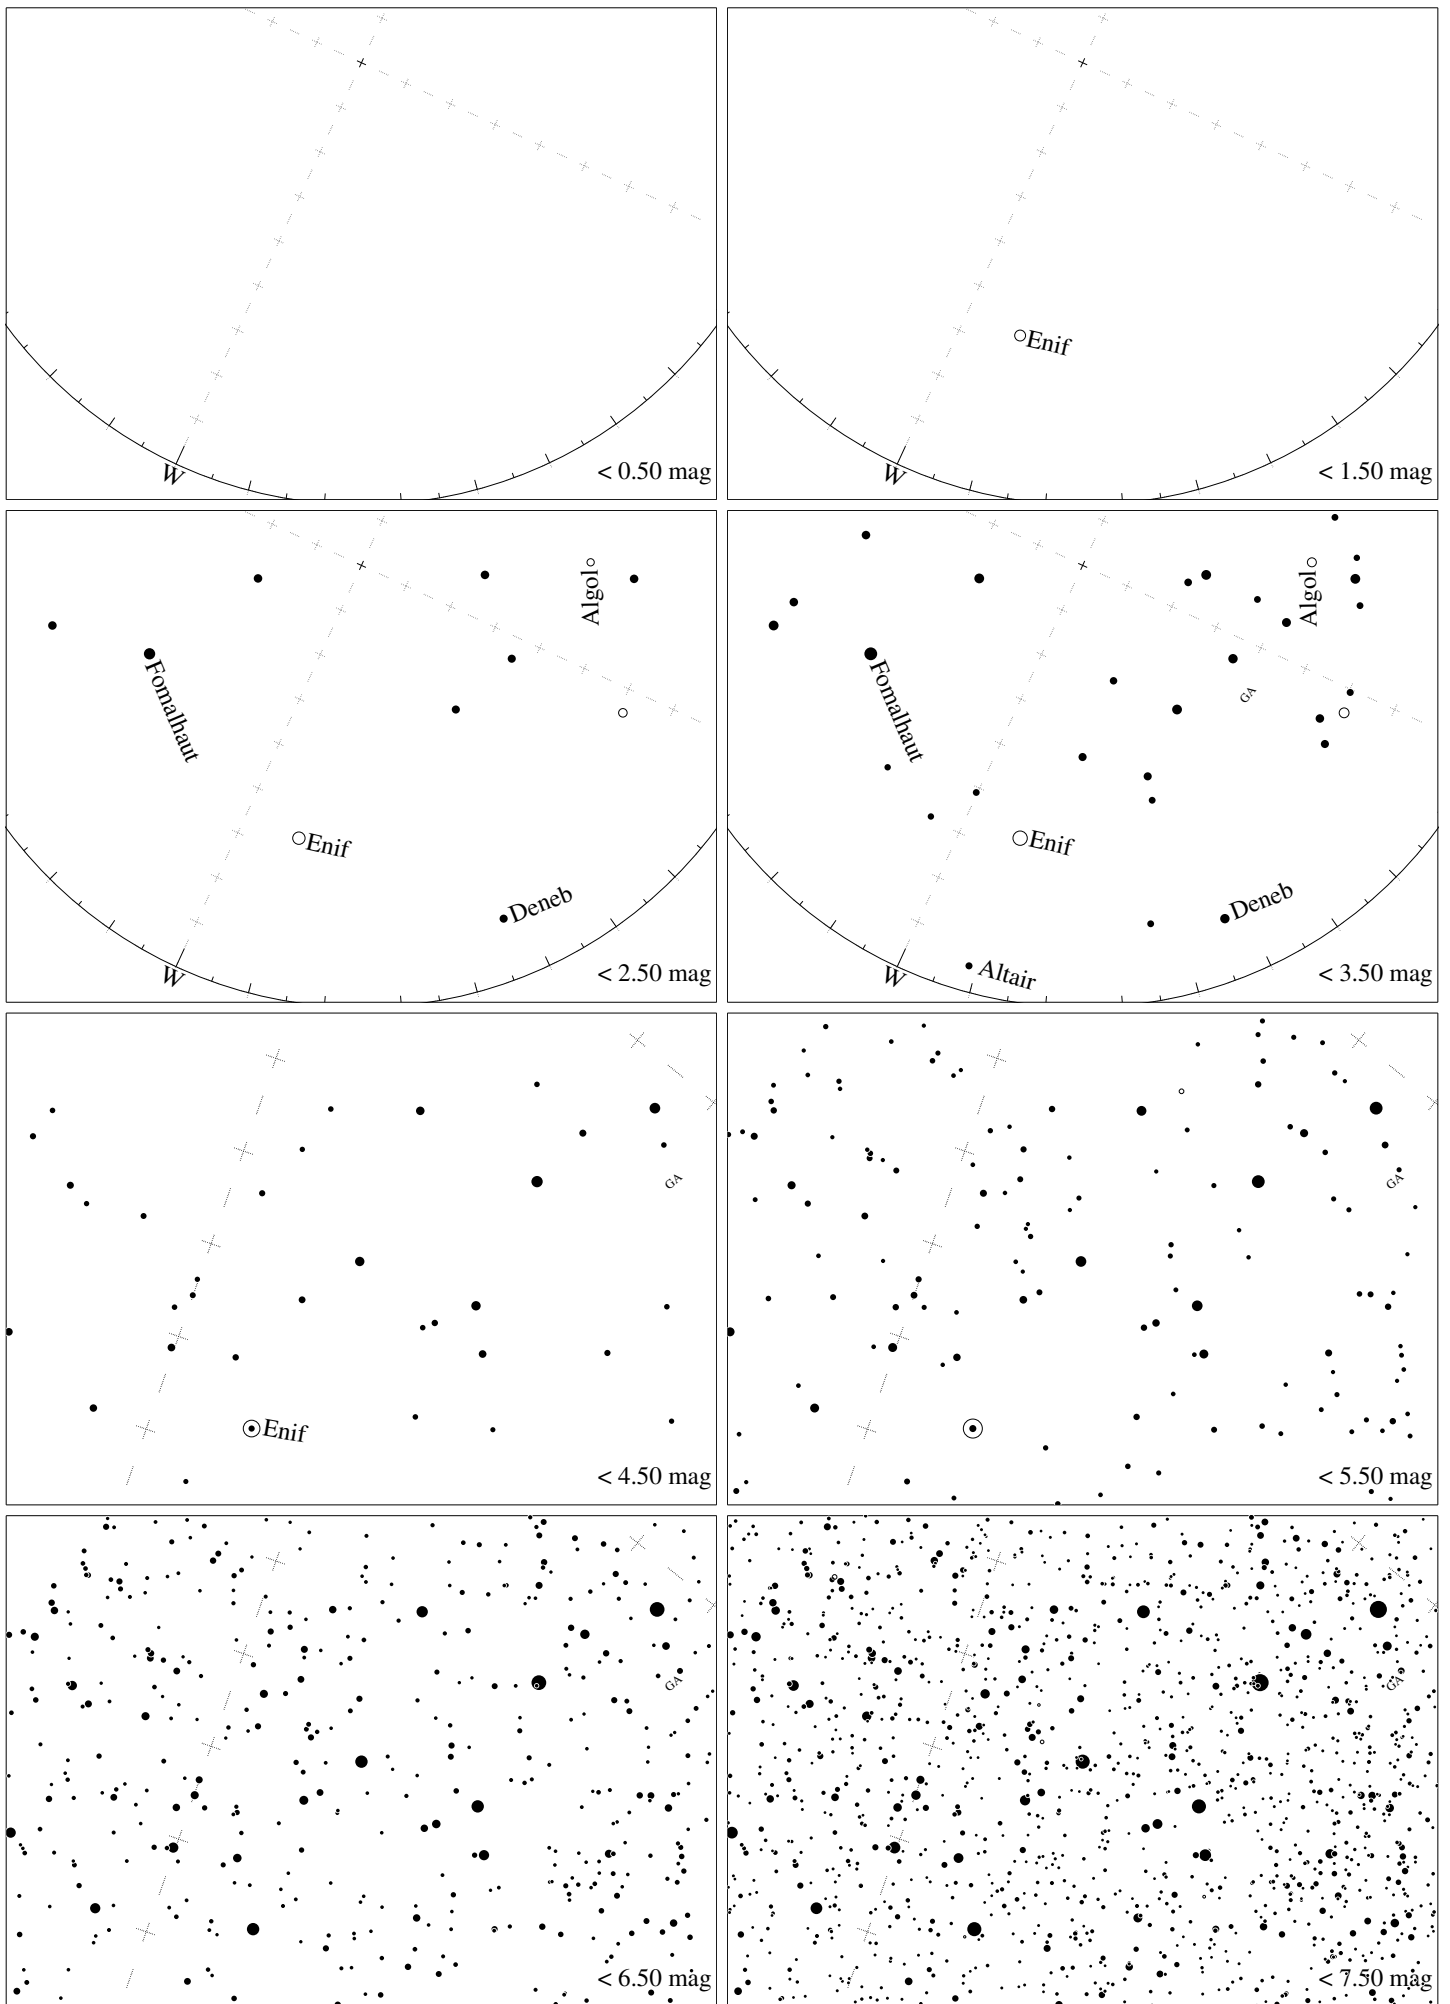 W
< 0.50 mag
Enif
W
< 1.50 mag
Algol
Fomalhaut
Enif
Deneb
W
< 2.50 mag
Algol
GA
Fomalhaut
Enif
Deneb
W
Altair
< 3.50 mag
GA
Enif
< 4.50 mag
GA
< 5.50 mag
GA
< 6.50 mag
GA
< 7.50 mag